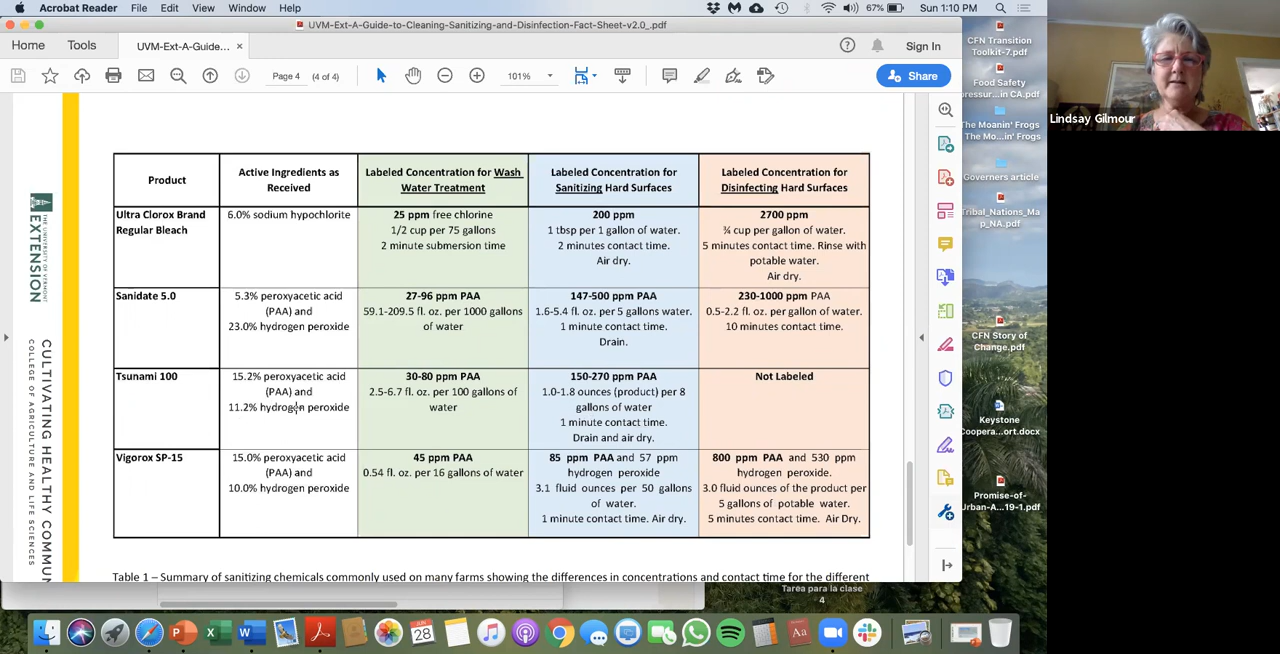 Acrobat Reader File Edit View Window Help
67% Sun 1:10 PM
UVM-Ext-A-Guide-to-Cleaning-Sanitizing-and-Disinfection-Fact-Sheet-v2.0_.pdf
Home Tools UVM-Ext-A-Guide... × Sign In
Page 4 (4 of 4) 101% Share
THE UNIVERSITY OF VERMONT
EXTENSION
CULTIVATING HEALTHY COMMUN
COLLEGE OF AGRICULTURE AND LIFE SCIENCES
Product
Active Ingredients as
Received
Labeled Concentration for Wash
Water Treatment
Labeled Concentration for
Sanitizing Hard Surfaces
Labeled Concentration for
Disinfecting Hard Surfaces
Ultra Clorox Brand
Regular Bleach
6.0% sodium hypochlorite
25 ppm free chlorine
1/2 cup per 75 gallons
2 minute submersion time
200 ppm
1 tbsp per 1 gallon of water.
2 minutes contact time.
Air dry.
2700 ppm
¾ cup per gallon of water.
5 minutes contact time. Rinse with
potable water.
Air dry.
Sanidate 5.0
5.3% peroxyacetic acid
(PAA) and
23.0% hydrogen peroxide
27-96 ppm PAA
59.1-209.5 fl. oz. per 1000 gallons
of water
147-500 ppm PAA
1.6-5.4 fl. oz. per 5 gallons water.
1 minute contact time.
Drain.
230-1000 ppm PAA
0.5-2.2 fl. oz. per gallon of water.
10 minutes contact time.
Tsunami 100
15.2% peroxyacetic acid
(PAA) and
11.2% hydrogen peroxide
30-80 ppm PAA
2.5-6.7 fl. oz. per 100 gallons of
water
150-270 ppm PAA
1.0-1.8 ounces (product) per 8
gallons of water
1 minute contact time.
Drain and air dry.
Not Labeled
Vigorox SP-15
15.0% peroxyacetic acid
(PAA) and
10.0% hydrogen peroxide
45 ppm PAA
0.54 fl. oz. per 16 gallons of water
85 ppm PAA and 57 ppm
hydrogen peroxide
3.1 fluid ounces per 50 gallons
of water.
1 minute contact time. Air dry.
800 ppm PAA and 530 ppm
hydrogen peroxide.
3.0 fluid ounces of the product per
5 gallons of potable water.
5 minutes contact time. Air Dry.
Table 1 – Summary of sanitizing chemicals commonly used on many farms showing the differences in concentrations and contact time for the different
CFN Transition
Toolkit-7.pdf
Food Safety
pressur...in CA.pdf
The Moanin' Frogs
The Mo...in' Frogs
Governers article
Tribal_Nations_Ma
p_NA.pdf
CFN Story of
Change.pdf
Keystone
Coopera...ort.docx
Promise-of-
Urban-A...19-1.pdf
Tarea para la clase
4
Lindsay Gilmour
JUN
28